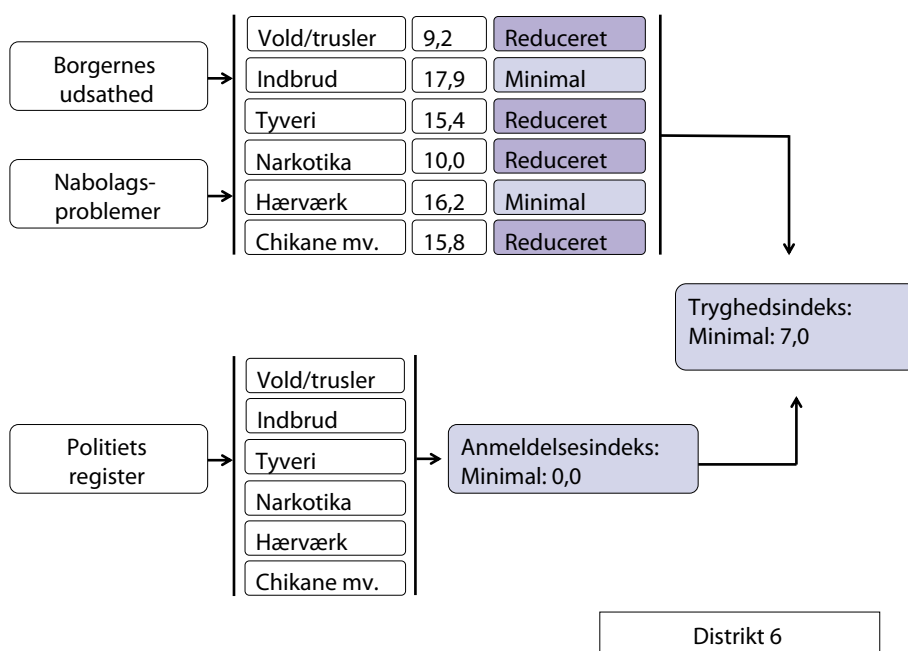 Borgernes
udsathed
Nabolags-
problemer
Vold/trusler 9,2 Reduceret
Indbrud 17,9 Minimal
Tyveri 15,4 Reduceret
Narkotika 10,0 Reduceret
Hærværk 16,2 Minimal
Chikane mv. 15,8 Reduceret
Tryghedsindeks:
Minimal: 7,0
Politiets
register
Vold/trusler
Indbrud
Tyveri
Narkotika
Hærværk
Chikane mv.
Anmeldelsesindeks:
Minimal: 0,0
Distrikt 6